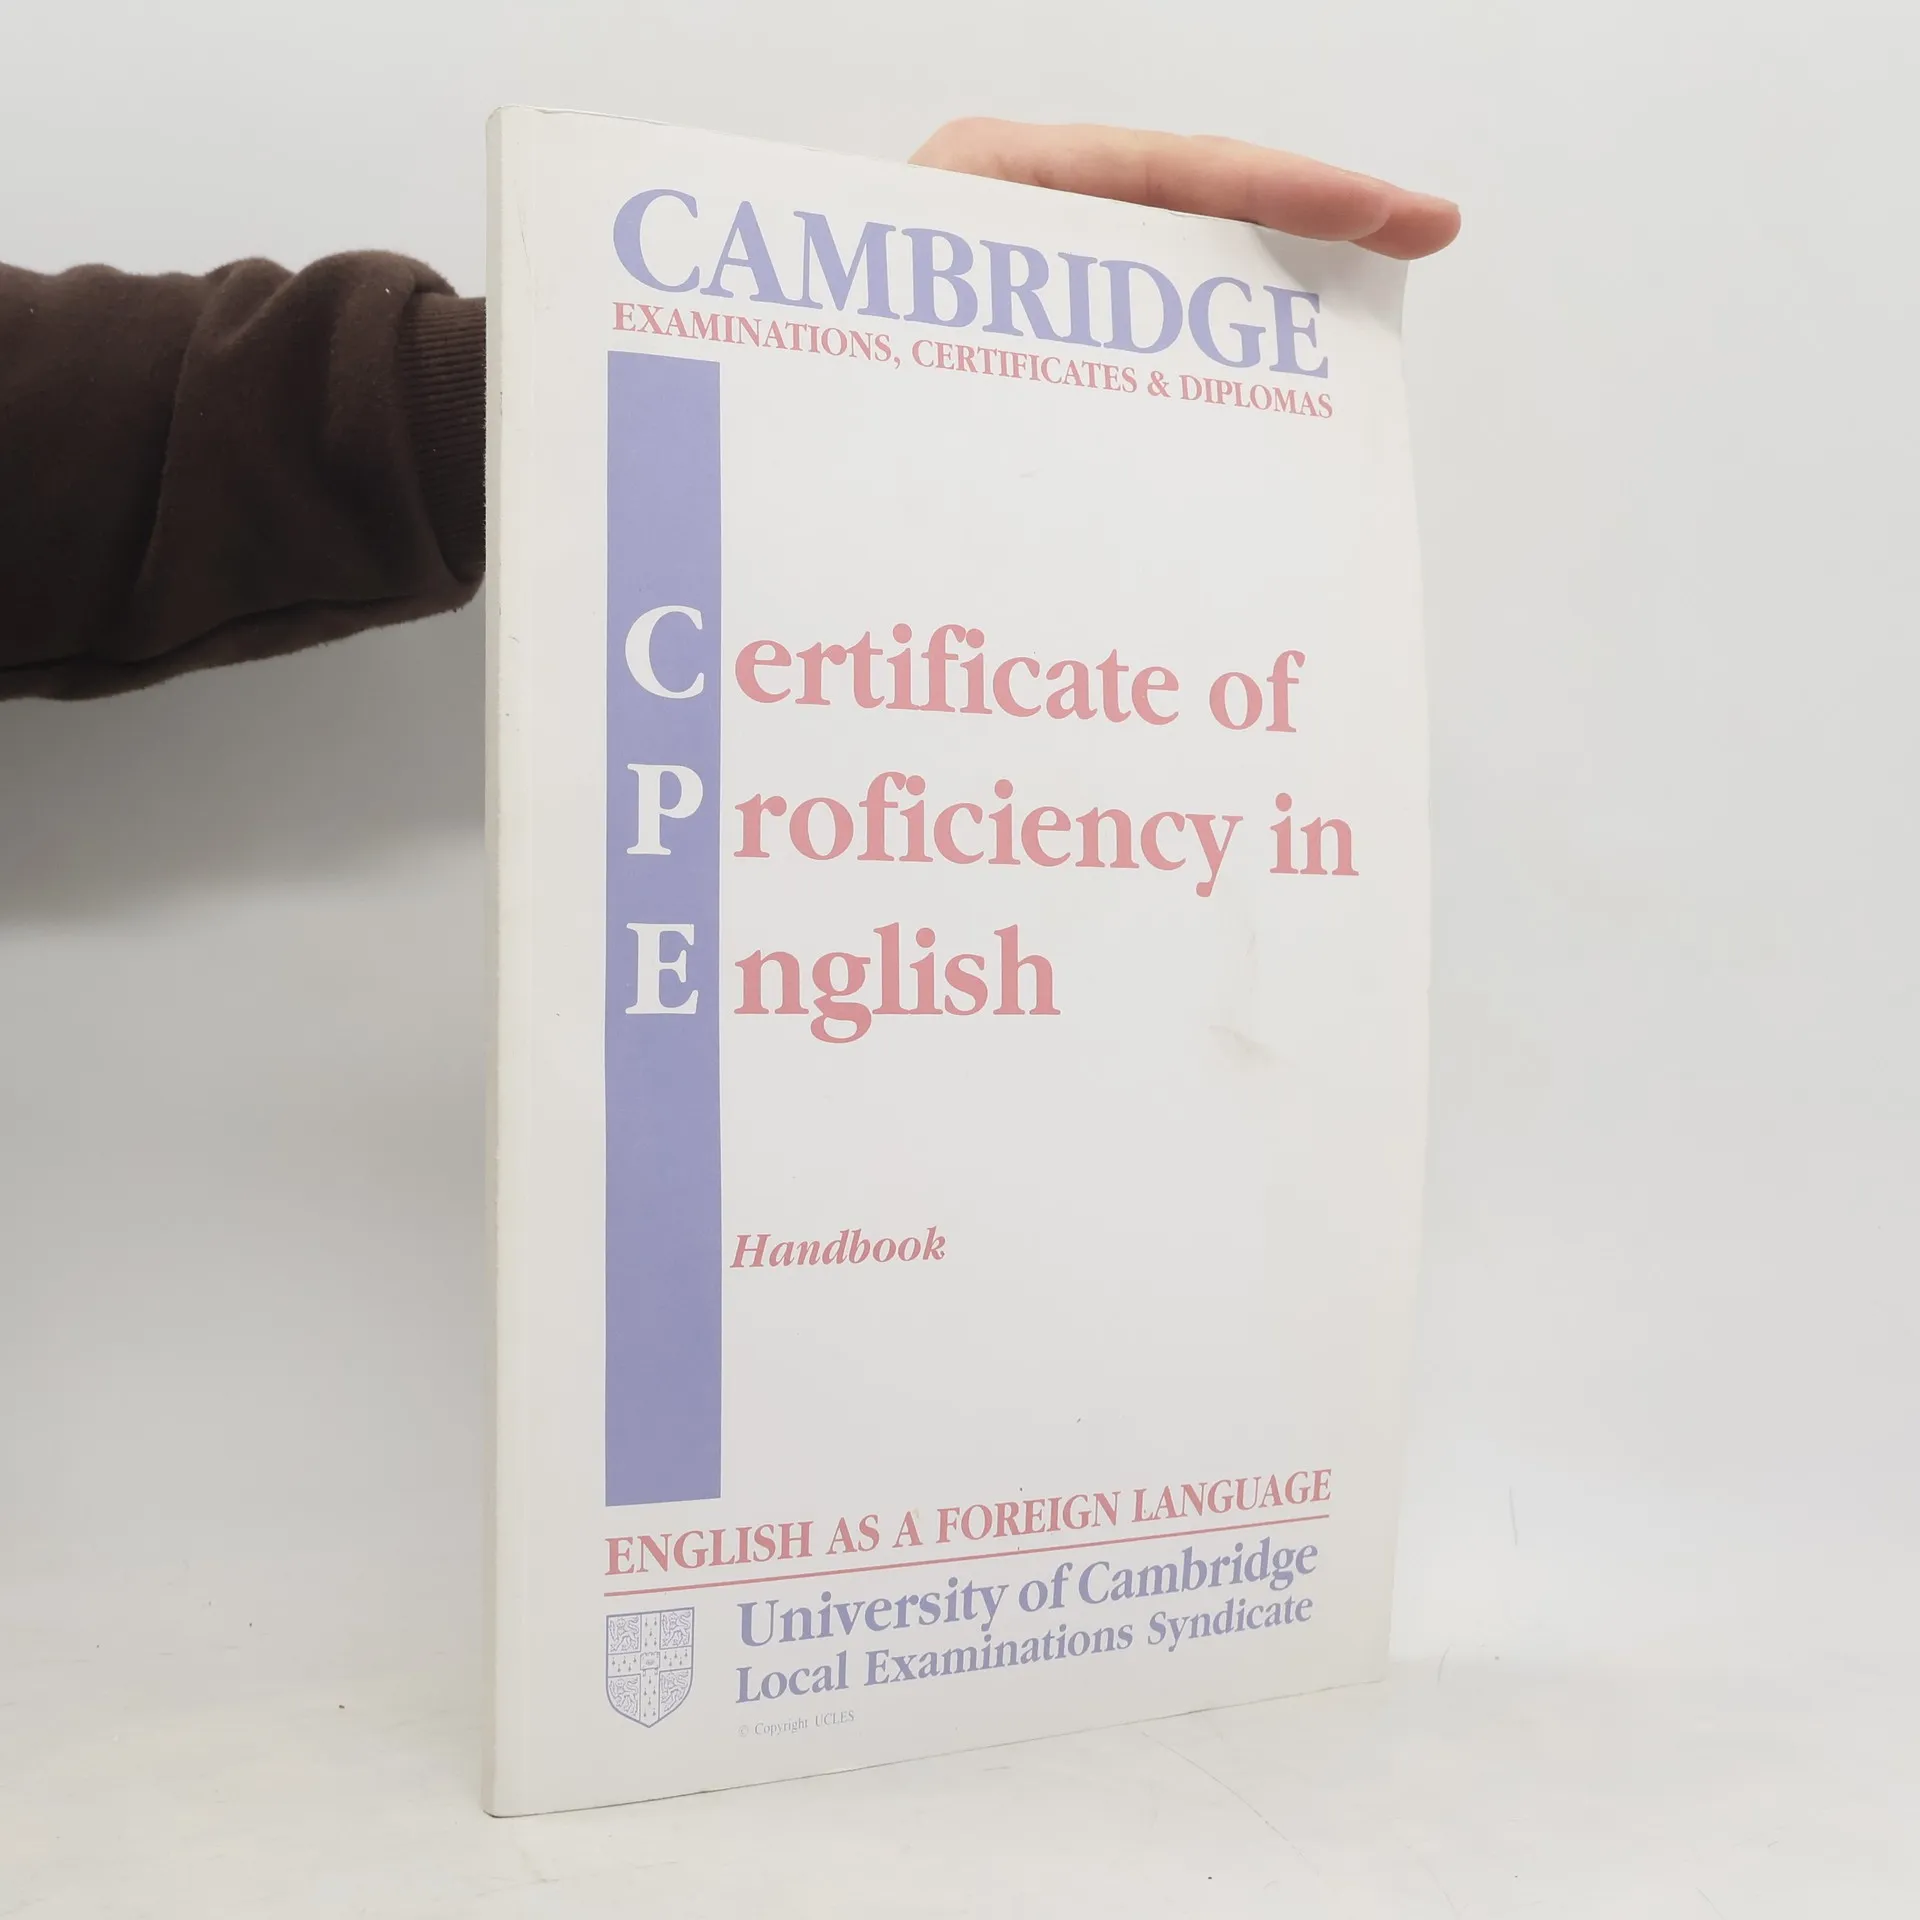 CAMBRIDGE
EXAMINATIONS, CERTIFICATES & DIPLOMAS
Certificate of
Proficiency in
English
Handbook
ENGLISH AS A FOREIGN LANGUAGE
University of Cambridge
Local Examinations Syndicate
© Copyright UCLES